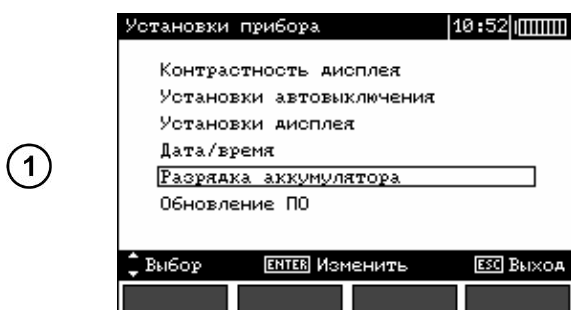 Установки прибора 10:52
Контрастность дисплея
Установки автовыключения
Установки дисплея
Дата/время
1
Разрядка аккумулятора
Обновление ПО
Выбор ENTER Изменить ESC Выход